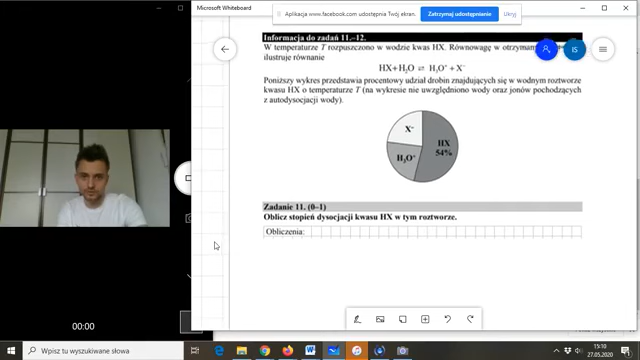 Microsoft Whiteboard
Aplikacja www.facebook.com udostępnia Twój ekran.
Zatrzymaj udostępnianie
Ukryj
Informacja do zadań 11.–12.
W temperaturze T rozpuszczono w wodzie kwas HX. Równowagę w otrzymany
ilustruje równanie
HX + H₂O ⇄ H₃O⁺ + X⁻
Poniższy wykres przedstawia procentowy udział drobin znajdujących się w wodnym roztworze
kwasu HX o temperaturze T (na wykresie nie uwzględniono wody oraz jonów pochodzących
z autodysocjacji wody).
X⁻
HX
54%
H₃O⁺
Zadanie 11. (0–1)
Oblicz stopień dysocjacji kwasu HX w tym roztworze.
Obliczenia:
IS
00:00
Wpisz tu wyszukiwane słowa
15:10
27.05.2020